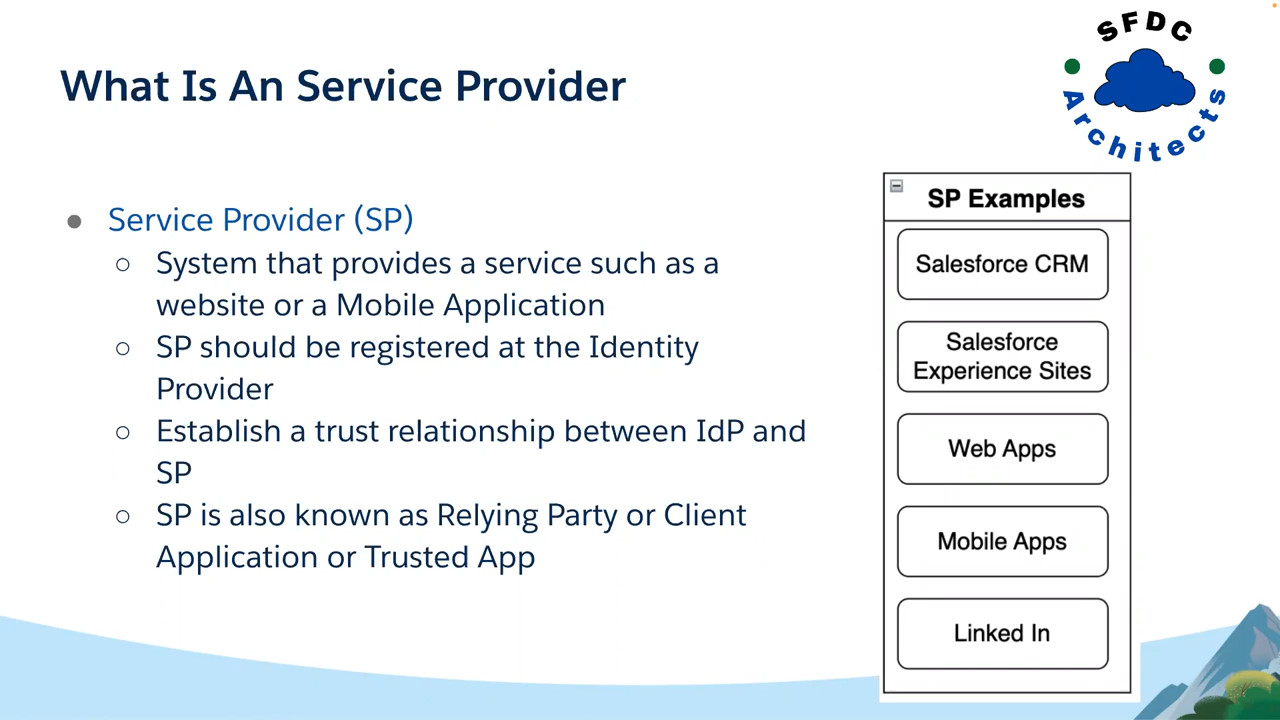 SFDC
Architects
What Is An Service Provider
Service Provider (SP)
System that provides a service such as a
website or a Mobile Application
SP should be registered at the Identity
Provider
Establish a trust relationship between IdP and
SP
SP is also known as Relying Party or Client
Application or Trusted App
SP Examples
Salesforce CRM
Salesforce
Experience Sites
Web Apps
Mobile Apps
Linked In